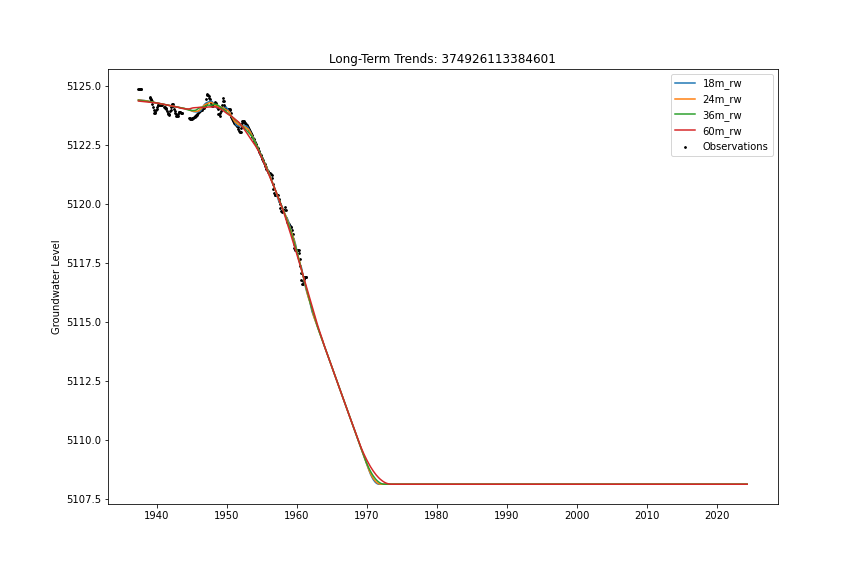 Long-Term Trends: 374926113384601
18m_rw
24m_rw
36m_rw
60m_rw
Observations
Groundwater Level
5125.0
5122.5
5120.0
5117.5
5115.0
5112.5
5110.0
5107.5
1940 1950 1960 1970 1980 1990 2000 2010 2020